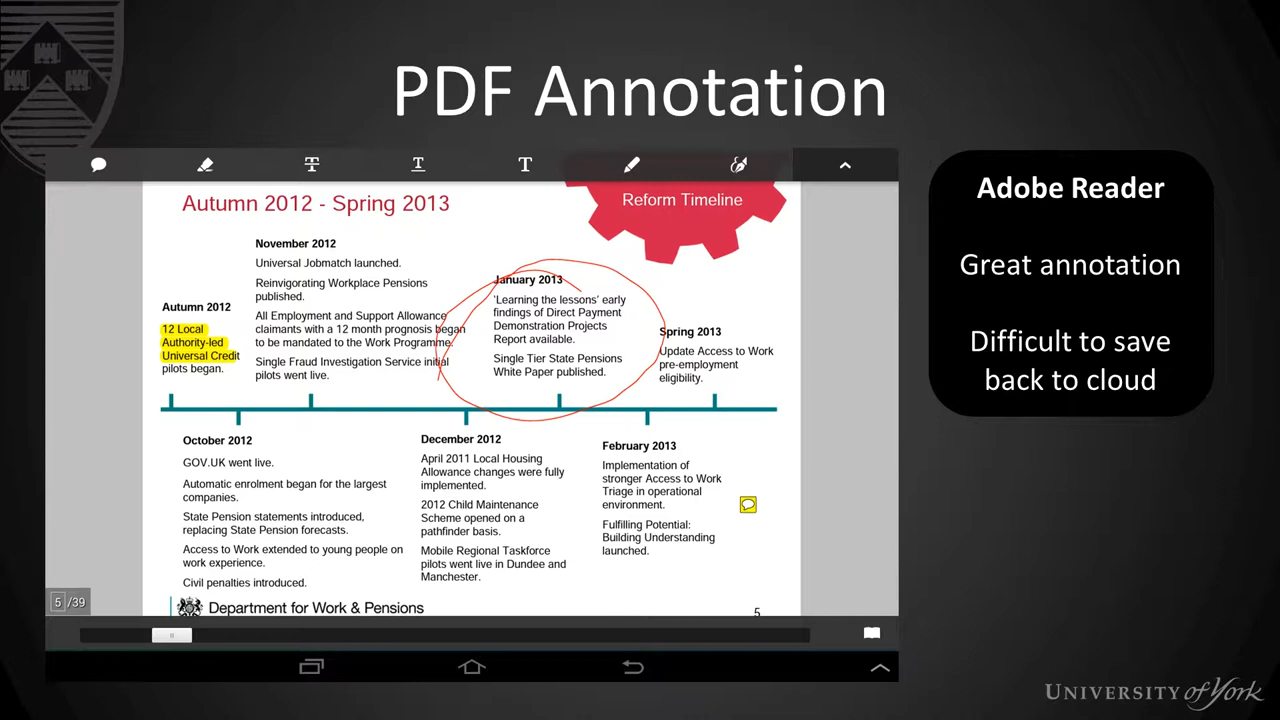 PDF Annotation
T
T
T
Autumn 2012 - Spring 2013
Reform Timeline
November 2012
Universal Jobmatch launched.
Reinvigorating Workplace Pensions
published.
All Employment and Support Allowance
claimants with a 12 month prognosis began
to be mandated to the Work Programme.
Single Fraud Investigation Service initial
pilots went live.
Autumn 2012
12 Local
Authority-led
Universal Credit
pilots began.
January 2013
'Learning the lessons' early
findings of Direct Payment
Demonstration Projects
Report available.
Single Tier State Pensions
White Paper published.
Spring 2013
Update Access to Work
pre-employment
eligibility.
October 2012
GOV.UK went live.
Automatic enrolment began for the largest
companies.
State Pension statements introduced,
replacing State Pension forecasts.
Access to Work extended to young people on
work experience.
Civil penalties introduced.
December 2012
April 2011 Local Housing
Allowance changes were fully
implemented.
2012 Child Maintenance
Scheme opened on a
pathfinder basis.
Mobile Regional Taskforce
pilots went live in Dundee and
Manchester.
February 2013
Implementation of
stronger Access to Work
Triage in operational
environment.
Fulfilling Potential:
Building Understanding
launched.
5 /39
Department for Work & Pensions
5
Adobe Reader
Great annotation
Difficult to save
back to cloud
UNIVERSITY of York